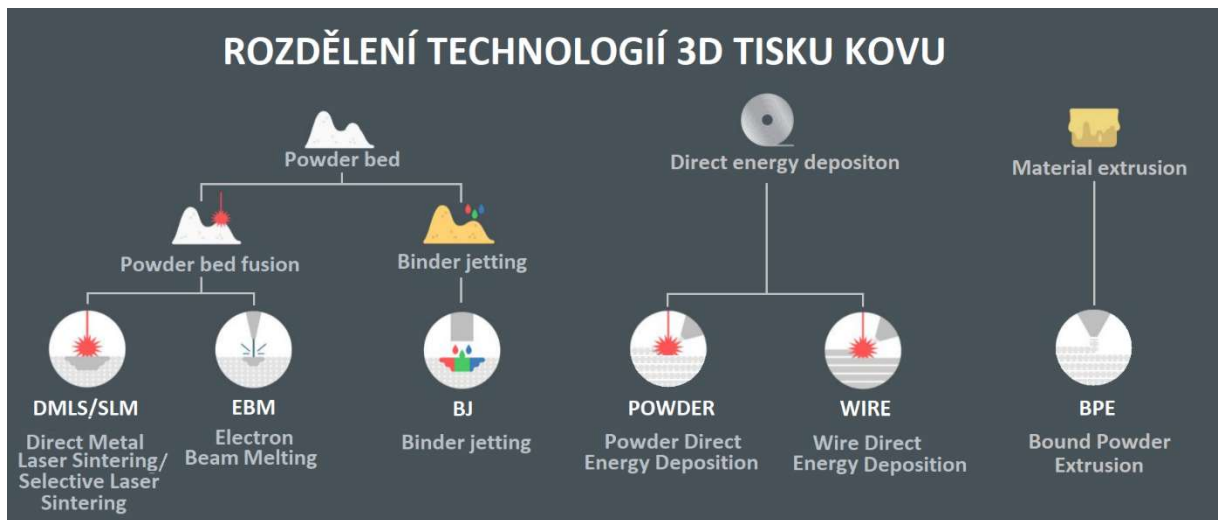 ROZDĚLENÍ TECHNOLOGIÍ 3D TISKU KOVU
Powder bed
Direct energy depositon
Material extrusion
Powder bed fusion
Binder jetting
DMLS/SLM
Direct Metal
Laser Sintering/
Selective Laser
Sintering
EBM
Electron
Beam Melting
BJ
Binder jetting
POWDER
Powder Direct
Energy Deposition
WIRE
Wire Direct
Energy Deposition
BPE
Bound Powder
Extrusion